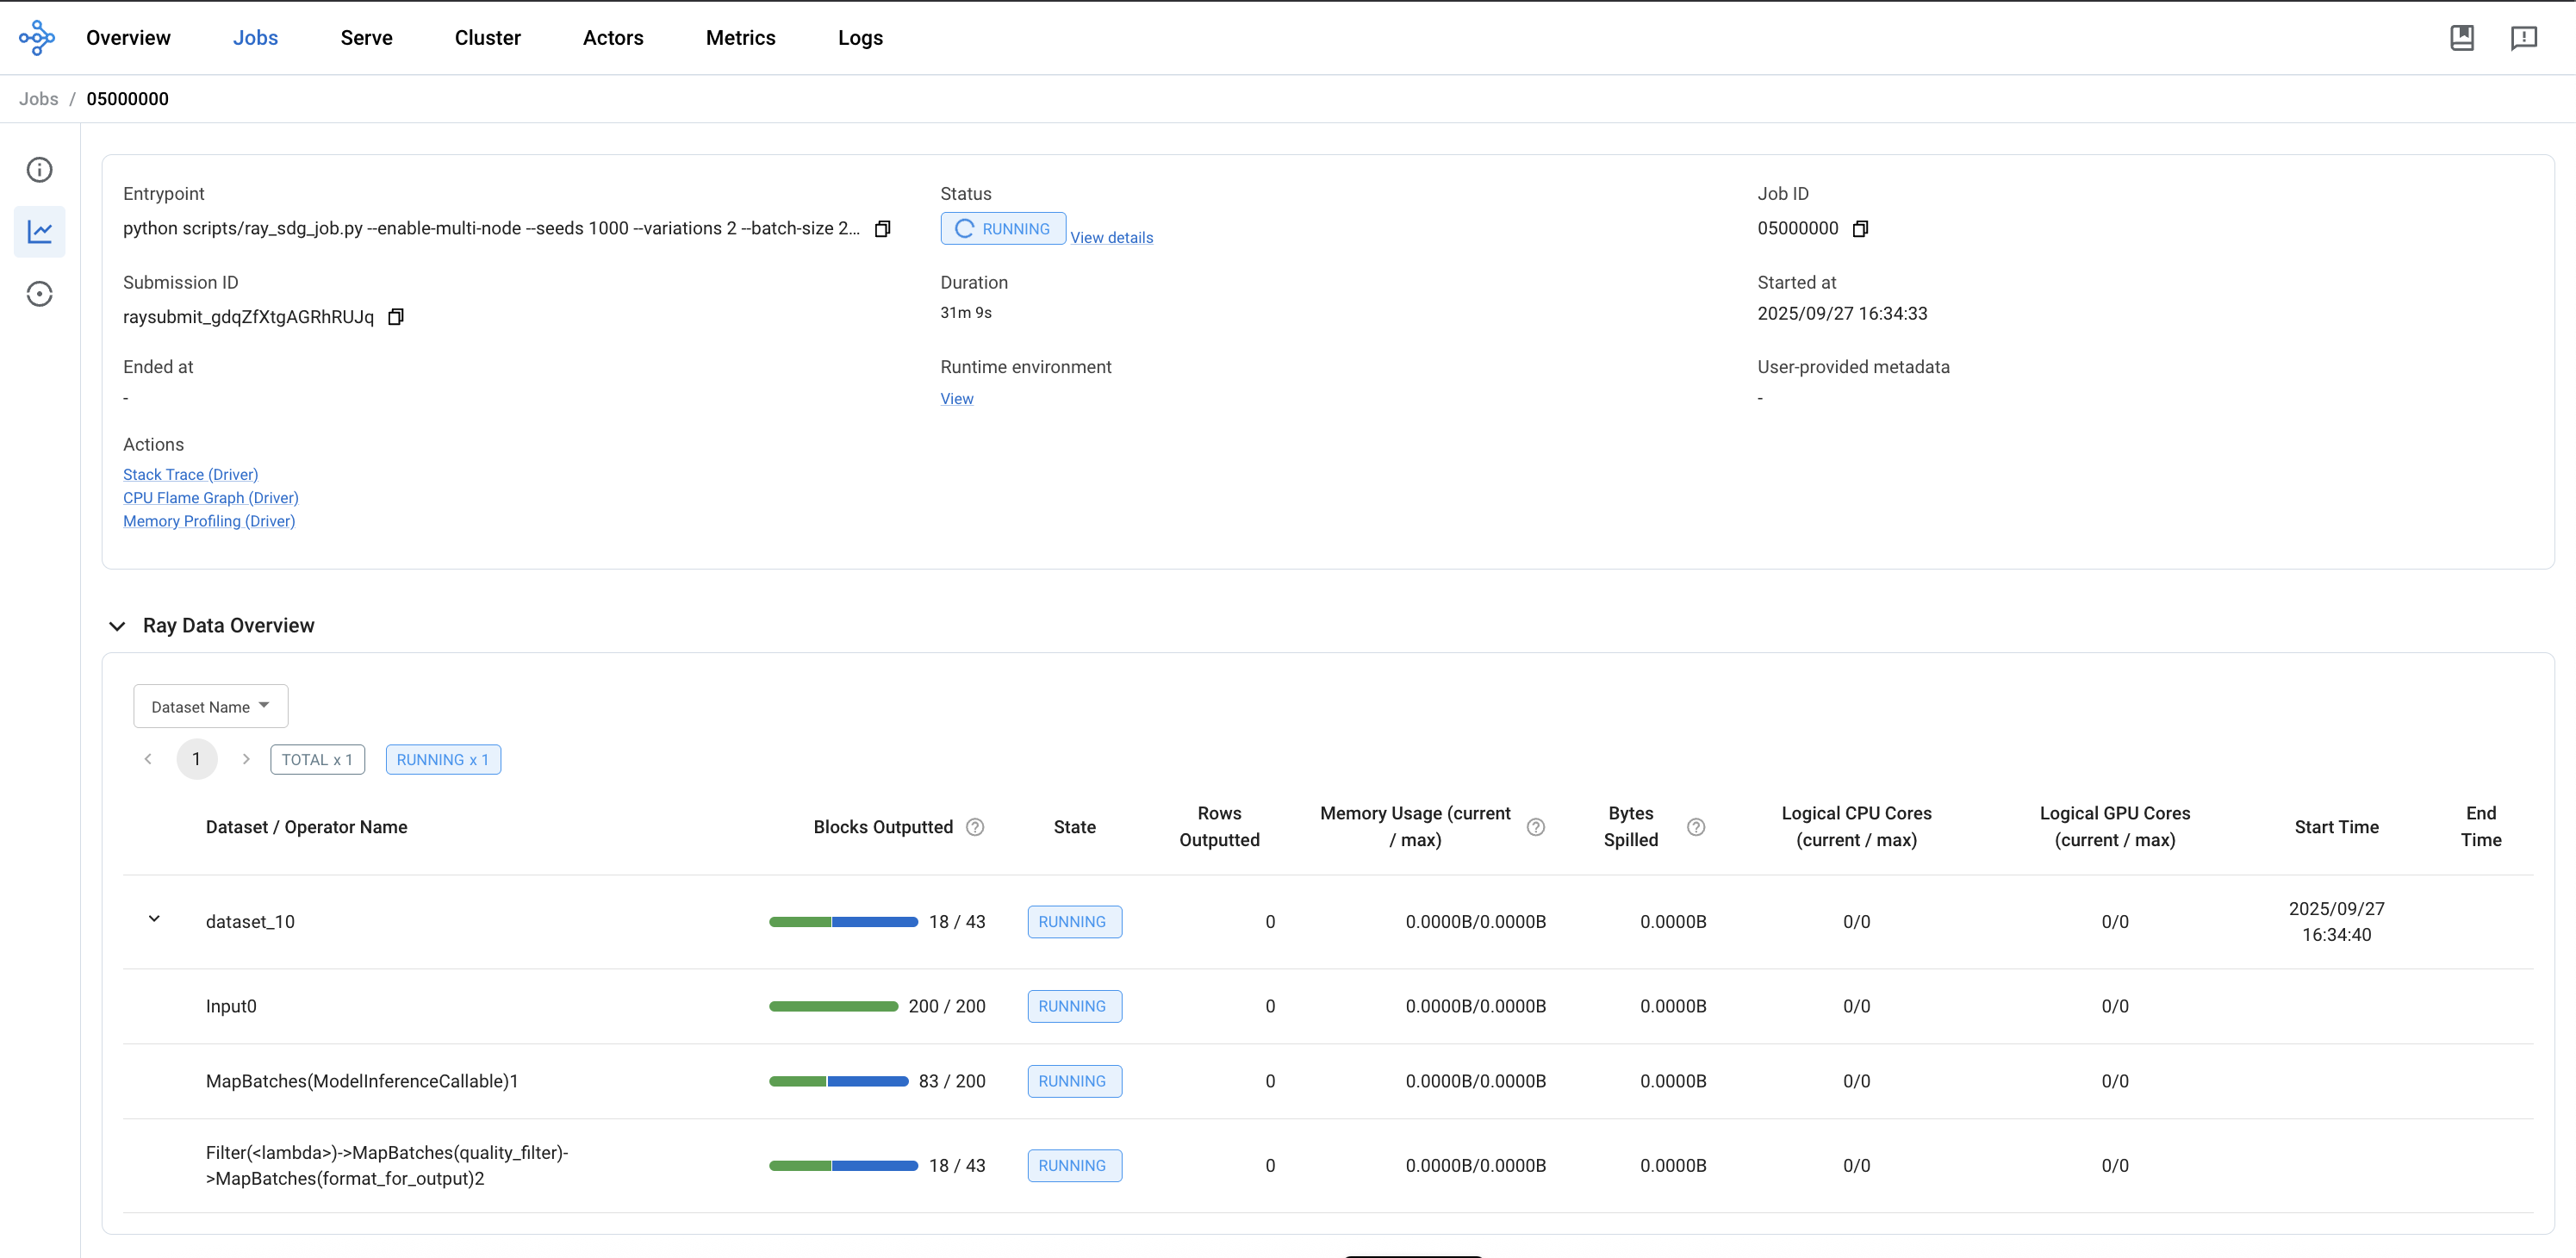 Overview Jobs Serve Cluster Actors Metrics Logs
Jobs / 05000000
Entrypoint
python scripts/ray_sdg_job.py --enable-multi-node --seeds 1000 --variations 2 --batch-size 2...
Status
RUNNING View details
Job ID
05000000
Submission ID
raysubmit_gdqZfXtgAGRhRUJq
Duration
31m 9s
Started at
2025/09/27 16:34:33
Ended at
-
Runtime environment
View
User-provided metadata
-
Actions
Stack Trace (Driver)
CPU Flame Graph (Driver)
Memory Profiling (Driver)
Ray Data Overview
Dataset Name
1 TOTAL x 1 RUNNING x 1
Dataset / Operator Name
Blocks Outputted
State
Rows
Outputted
Memory Usage (current
/ max)
Bytes
Spilled
Logical CPU Cores
(current / max)
Logical GPU Cores
(current / max)
Start Time
End
Time
dataset_10 18 / 43 RUNNING 0 0.0000B/0.0000B 0.0000B 0/0 0/0
2025/09/27
16:34:40
Input0 200 / 200 RUNNING 0 0.0000B/0.0000B 0.0000B 0/0 0/0
MapBatches(ModelInferenceCallable)1 83 / 200 RUNNING 0 0.0000B/0.0000B 0.0000B 0/0 0/0
Filter(<lambda>)->MapBatches(quality_filter)-
>MapBatches(format_for_output)2
18 / 43 RUNNING 0 0.0000B/0.0000B 0.0000B 0/0 0/0